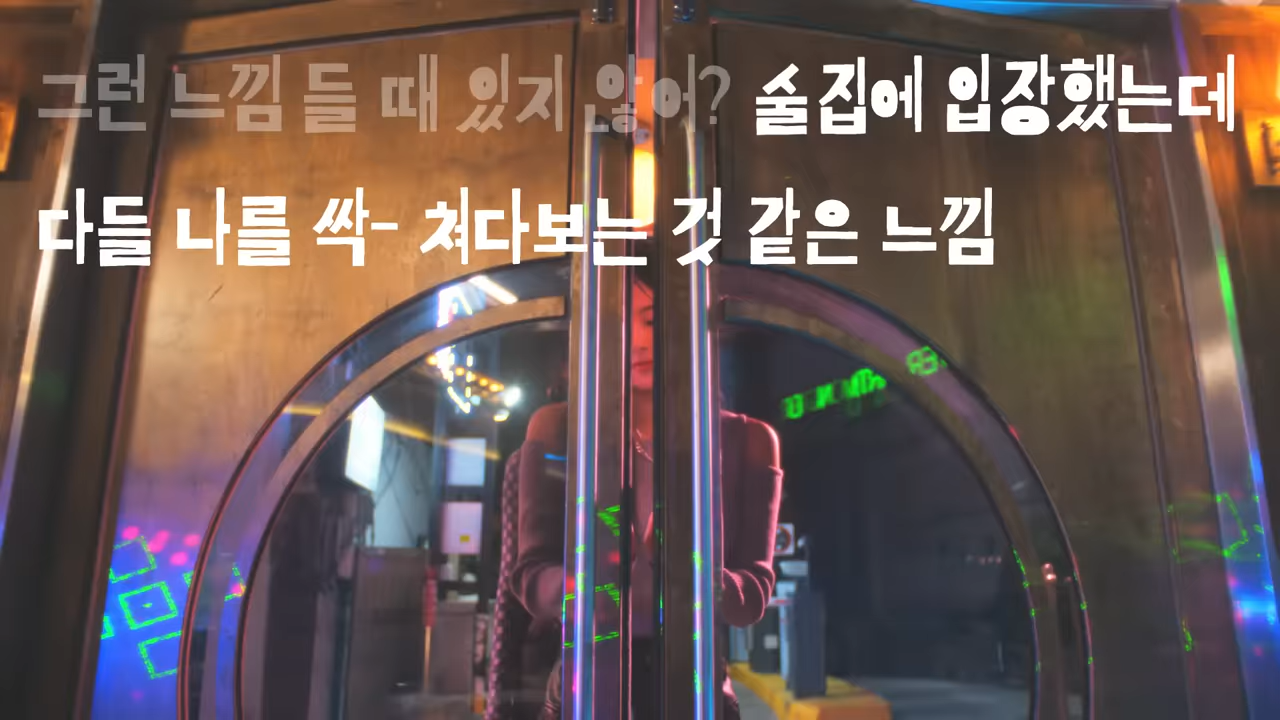 그런 느낌 들 때 있지 않어? 술집에 입장했는데
다들 나를 싹- 쳐다보는 것 같은 느낌